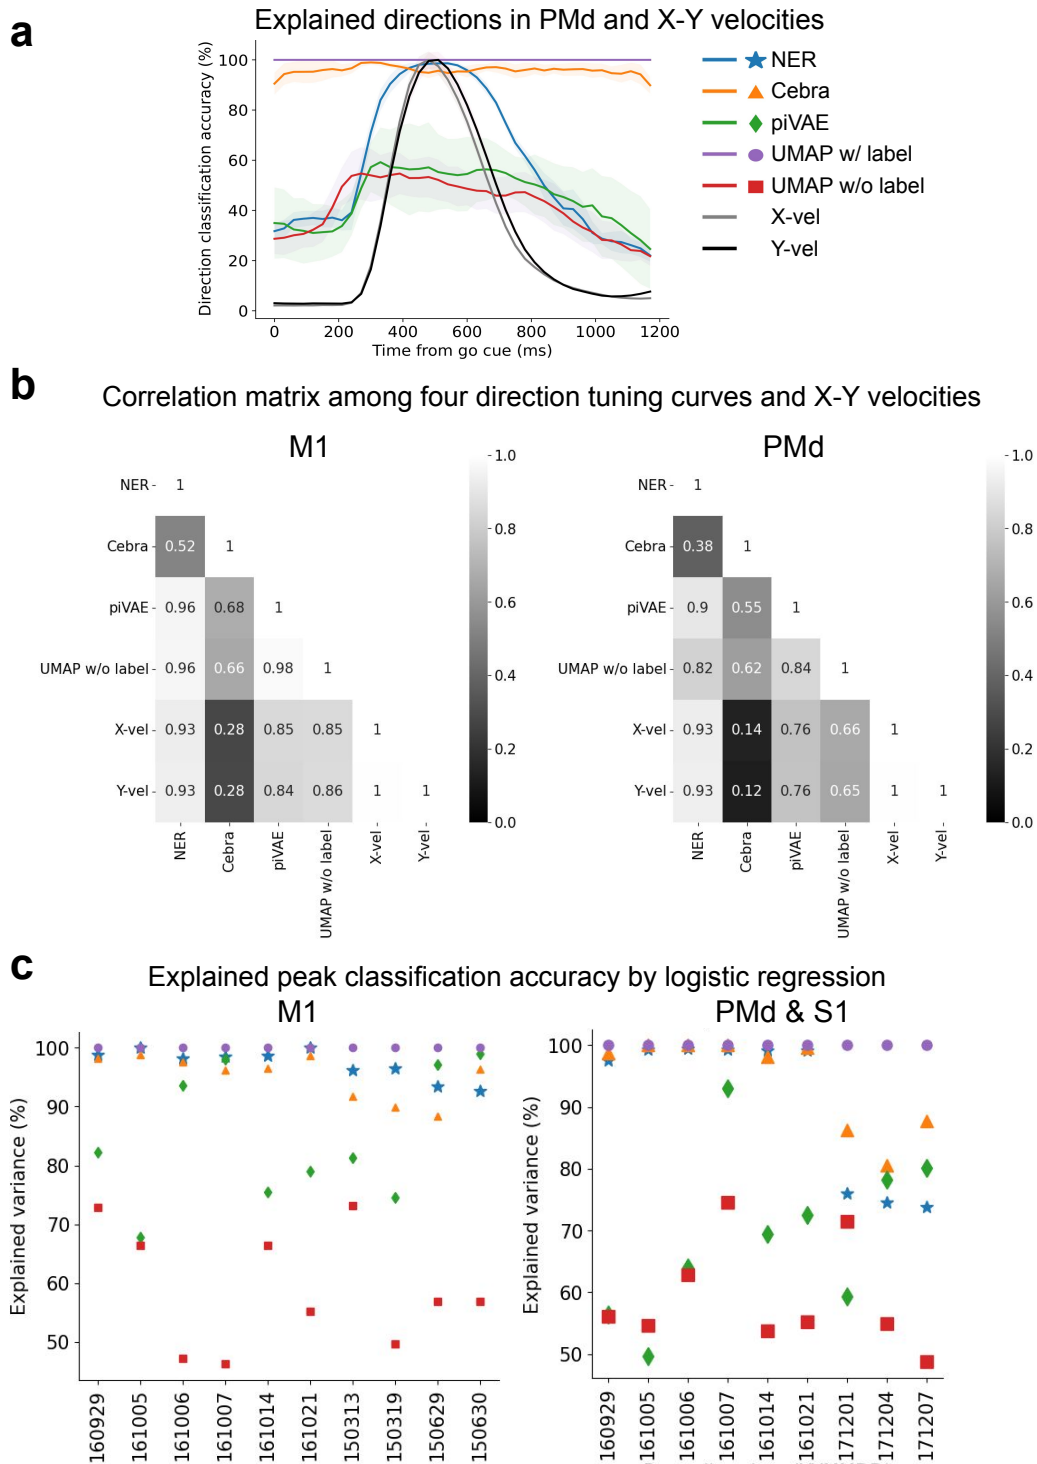 a
Explained directions in PMd and X-Y velocities
Direction classification accuracy (%)
100
80
60
40
20
0
0 200 400 600 800 1000 1200
Time from go cue (ms)
NER
Cebra
piVAE
UMAP w/ label
UMAP w/o label
X-vel
Y-vel
b
Correlation matrix among four direction tuning curves and X-Y velocities
M1
NER 1
Cebra 0.52 1
piVAE 0.96 0.68 1
UMAP w/o label 0.96 0.66 0.98 1
X-vel 0.93 0.28 0.85 0.85 1
Y-vel 0.93 0.28 0.84 0.86 1 1
NER Cebra piVAE UMAP w/o label X-vel Y-vel
1.0
0.8
0.6
0.4
0.2
0.0
PMd
NER 1
Cebra 0.38 1
piVAE 0.9 0.55 1
UMAP w/o label 0.82 0.62 0.84 1
X-vel 0.93 0.14 0.76 0.66 1
Y-vel 0.93 0.12 0.76 0.65 1 1
NER Cebra piVAE UMAP w/o label X-vel Y-vel
1.0
0.8
0.6
0.4
0.2
0.0
c
Explained peak classification accuracy by logistic regression
M1
Explained variance (%)
100
90
80
70
60
50
160929 161005 161006 161007 161014 161021 150313 150319 150629 150630
PMd & S1
Explained variance (%)
100
90
80
70
60
50
160929 161005 161006 161007 161014 161021 171201 171204 171207